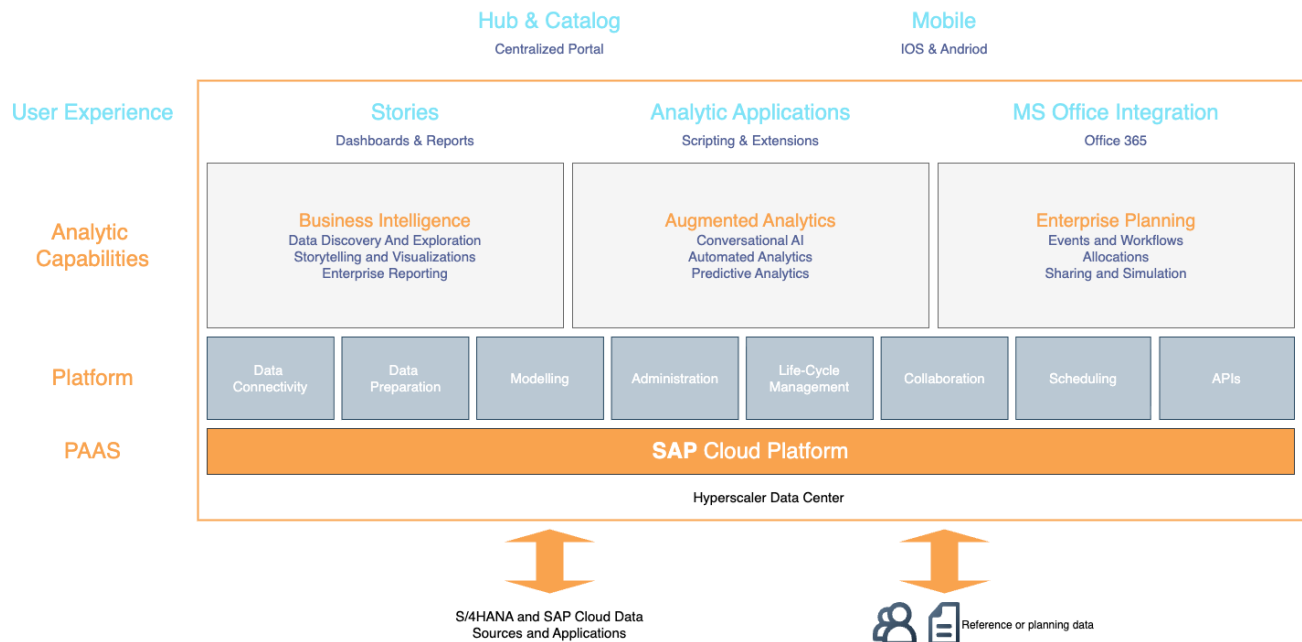 Hub & Catalog
Centralized Portal
Mobile
IOS & Andriod
User Experience
Stories
Dashboards & Reports
Analytic Applications
Scripting & Extensions
MS Office Integration
Office 365
Analytic
Capabilities
Business Intelligence
Data Discovery And Exploration
Storytelling and Visualizations
Enterprise Reporting
Augmented Analytics
Conversational AI
Automated Analytics
Predictive Analytics
Enterprise Planning
Events and Workflows
Allocations
Sharing and Simulation
Platform
Data
Connectivity
Data
Preparation
Modelling
Administration
Life-Cycle
Management
Collaboration
Scheduling
APIs
PAAS
SAP Cloud Platform
Hyperscaler Data Center
S/4HANA and SAP Cloud Data
Sources and Applications
Reference or planning data